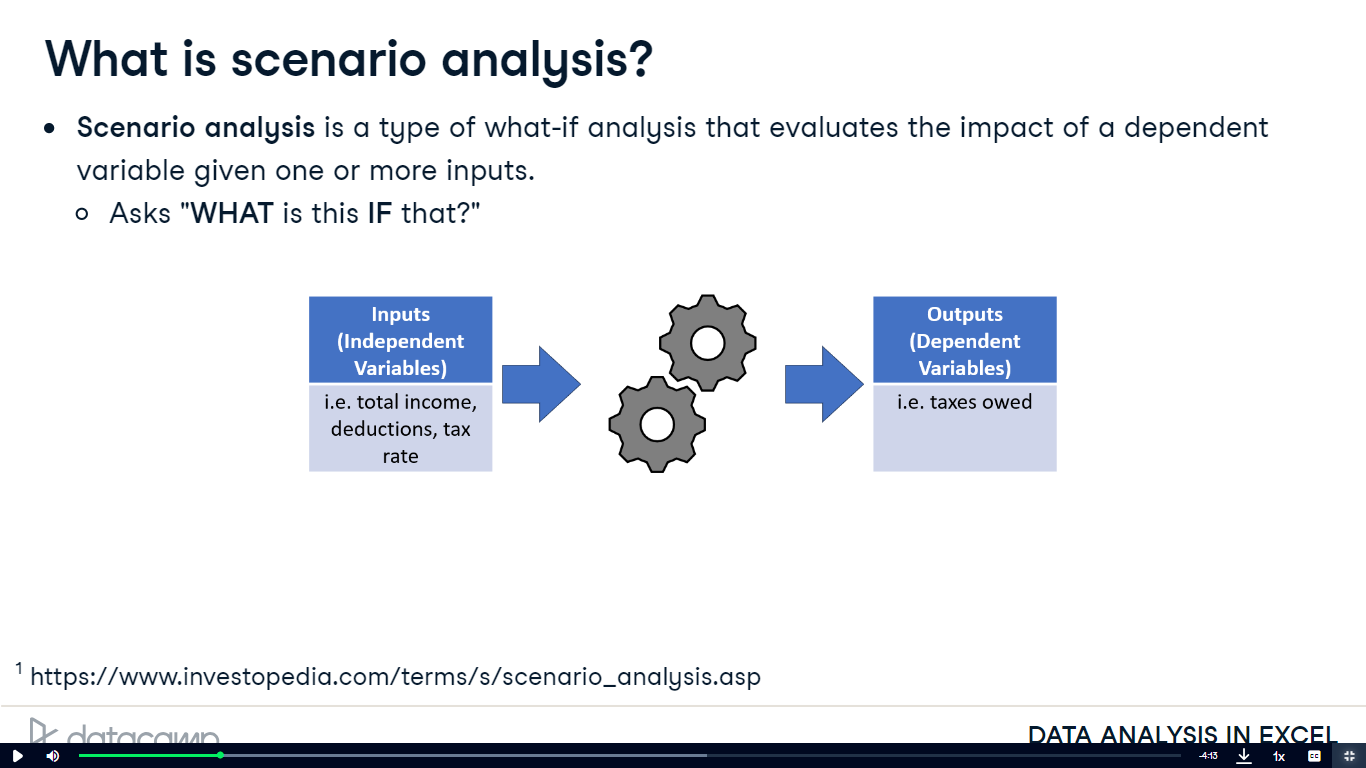 What is scenario analysis?
Scenario analysis is a type of what-if analysis that evaluates the impact of a dependent
variable given one or more inputs.
Asks "WHAT is this IF that?"
Inputs
(Independent
Variables)
i.e. total income,
deductions, tax
rate
Outputs
(Dependent
Variables)
i.e. taxes owed
1 https://www.investopedia.com/terms/s/scenario_analysis.asp
datacamp
DATA ANALYSIS IN EXCEL
-4:13
1x
CC